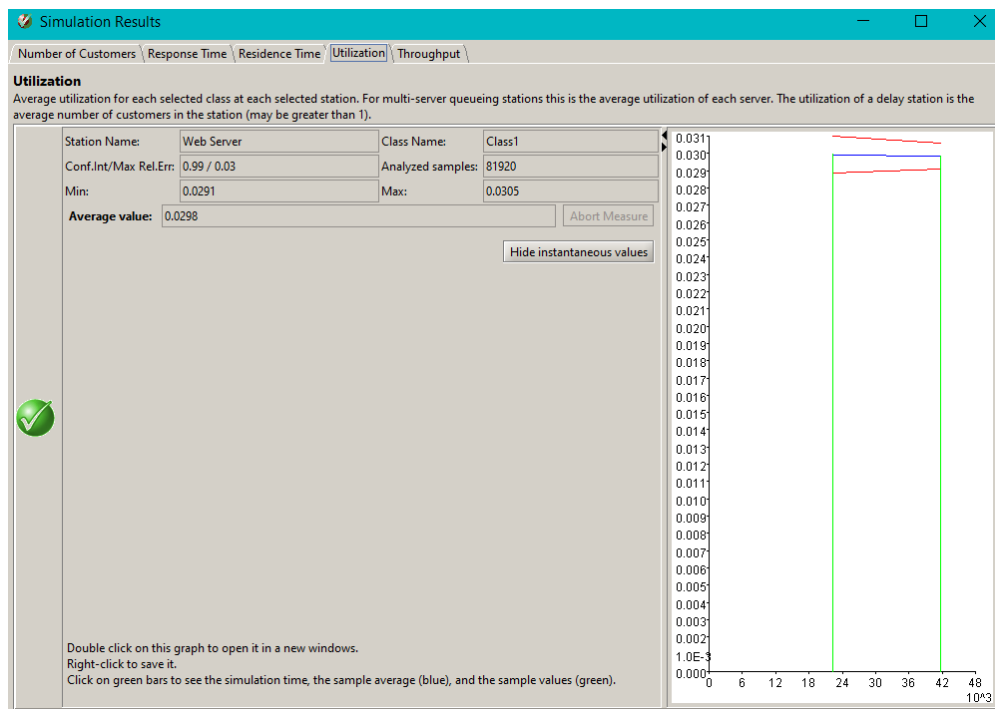 Simulation Results
Number of Customers Response Time Residence Time Utilization Throughput
Utilization
Average utilization for each selected class at each selected station. For multi-server queueing stations this is the average utilization of each server. The utilization of a delay station is the
average number of customers in the station (may be greater than 1).
Station Name: Web Server Class Name: Class1
Conf.Int/Max Rel.Err: 0.99 / 0.03 Analyzed samples: 81920
Min: 0.0291 Max: 0.0305
Average value: 0.0298 Abort Measure
Hide instantaneous values
Double click on this graph to open it in a new windows.
Right-click to save it.
Click on green bars to see the simulation time, the sample average (blue), and the sample values (green).
0.031
0.030
0.029
0.028
0.027
0.026
0.025
0.024
0.023
0.022
0.021
0.020
0.019
0.018
0.017
0.016
0.015
0.014
0.013
0.012
0.011
0.010
0.009
0.008
0.007
0.006
0.005
0.004
0.003
0.002
1.0E-3
0.000
0 6 12 18 24 30 36 42 48
10^3